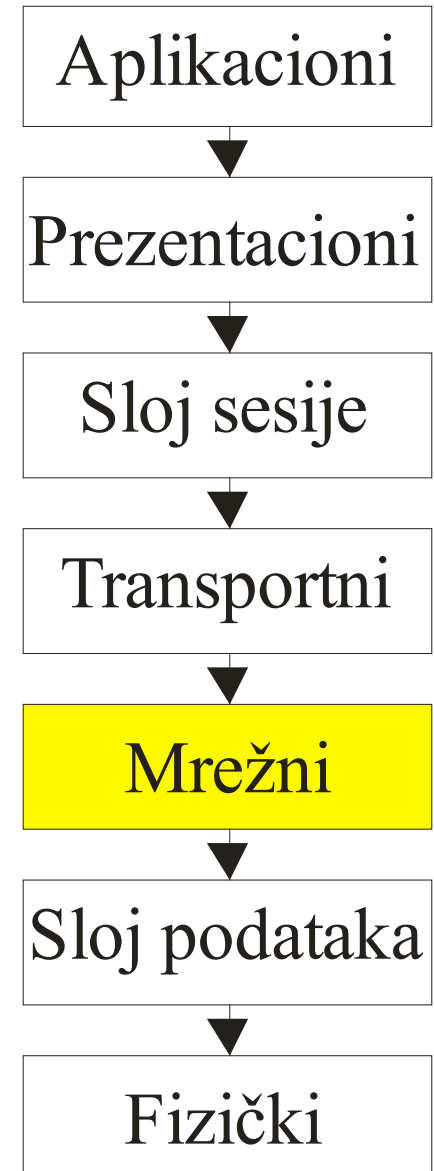 Aplikacioni
Prezentacioni
Sloj sesije
Transportni
Mrežni
Sloj podataka
Fizički